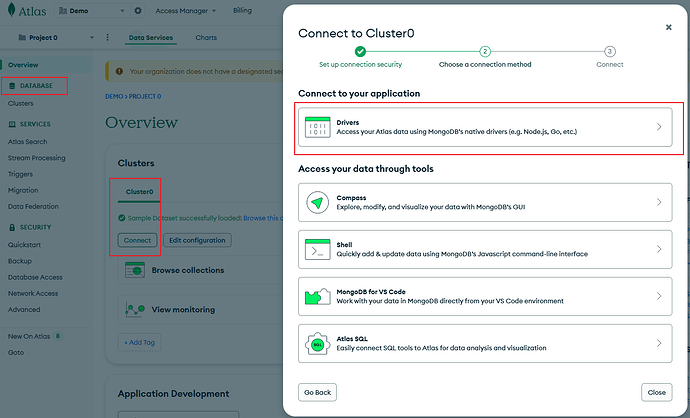 Atlas
Demo
Access Manager
Billing
Project 0
Data Services
Charts
Overview
DATABASE
Clusters
SERVICES
Atlas Search
Stream Processing
Triggers
Migration
Data Federation
SECURITY
Quickstart
Backup
Database Access
Network Access
Advanced
New On Atlas 8
Goto
Your organization does not have a designated sec
DEMO > PROJECT 0
Overview
Clusters
Cluster0
Sample Dataset successfully loaded! Browse this c
Connect
Edit configuration
Browse collections
View monitoring
+ Add Tag
Application Development
Connect to Cluster0
2
3
Set up connection security
Choose a connection method
Connect
Connect to your application
Drivers
Access your Atlas data using MongoDB's native drivers (e.g. Node.js, Go, etc.)
Access your data through tools
Compass
Explore, modify, and visualize your data with MongoDB's GUI
Shell
Quickly add & update data using MongoDB's Javascript command-line interface
MongoDB for VS Code
Work with your data in MongoDB directly from your VS Code environment
SQL
Atlas SQL
Easily connect SQL tools to Atlas for data analysis and visualization
Go Back
Close